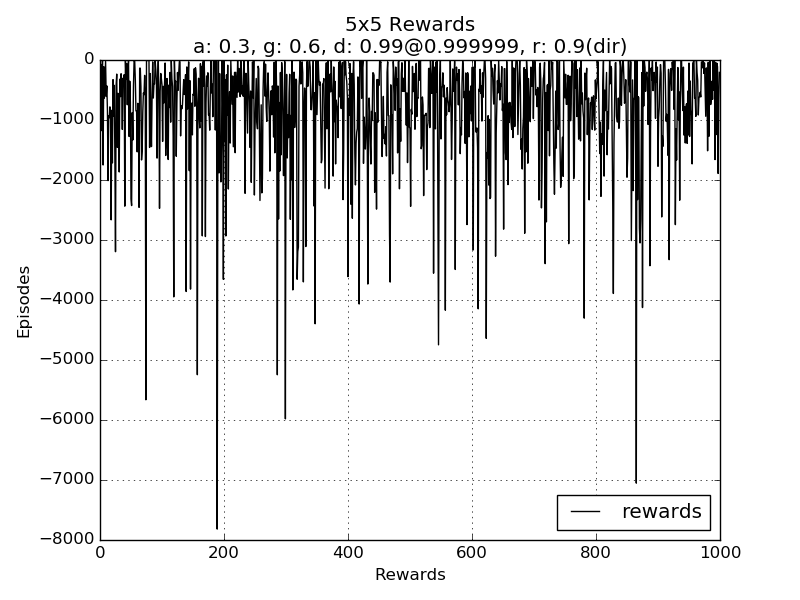 5x5 Rewards
a: 0.3, g: 0.6, d: 0.99@0.999999, r: 0.9(dir)
0
−1000
−2000
−3000
−4000
−5000
−6000
−7000
−8000
Episodes
rewards
0 200 400 600 800 1000
Rewards